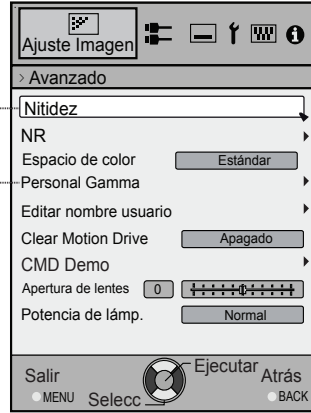 Ajuste Imagen
> Avanzado
Nitidez
NR
Espacio de color Estándar
Personal Gamma
Editar nombre usuario
Clear Motion Drive Apagado
CMD Demo
Apertura de lentes 0
Potencia de lámp. Normal
Salir Ejecutar Atrás
MENU Selecc BACK